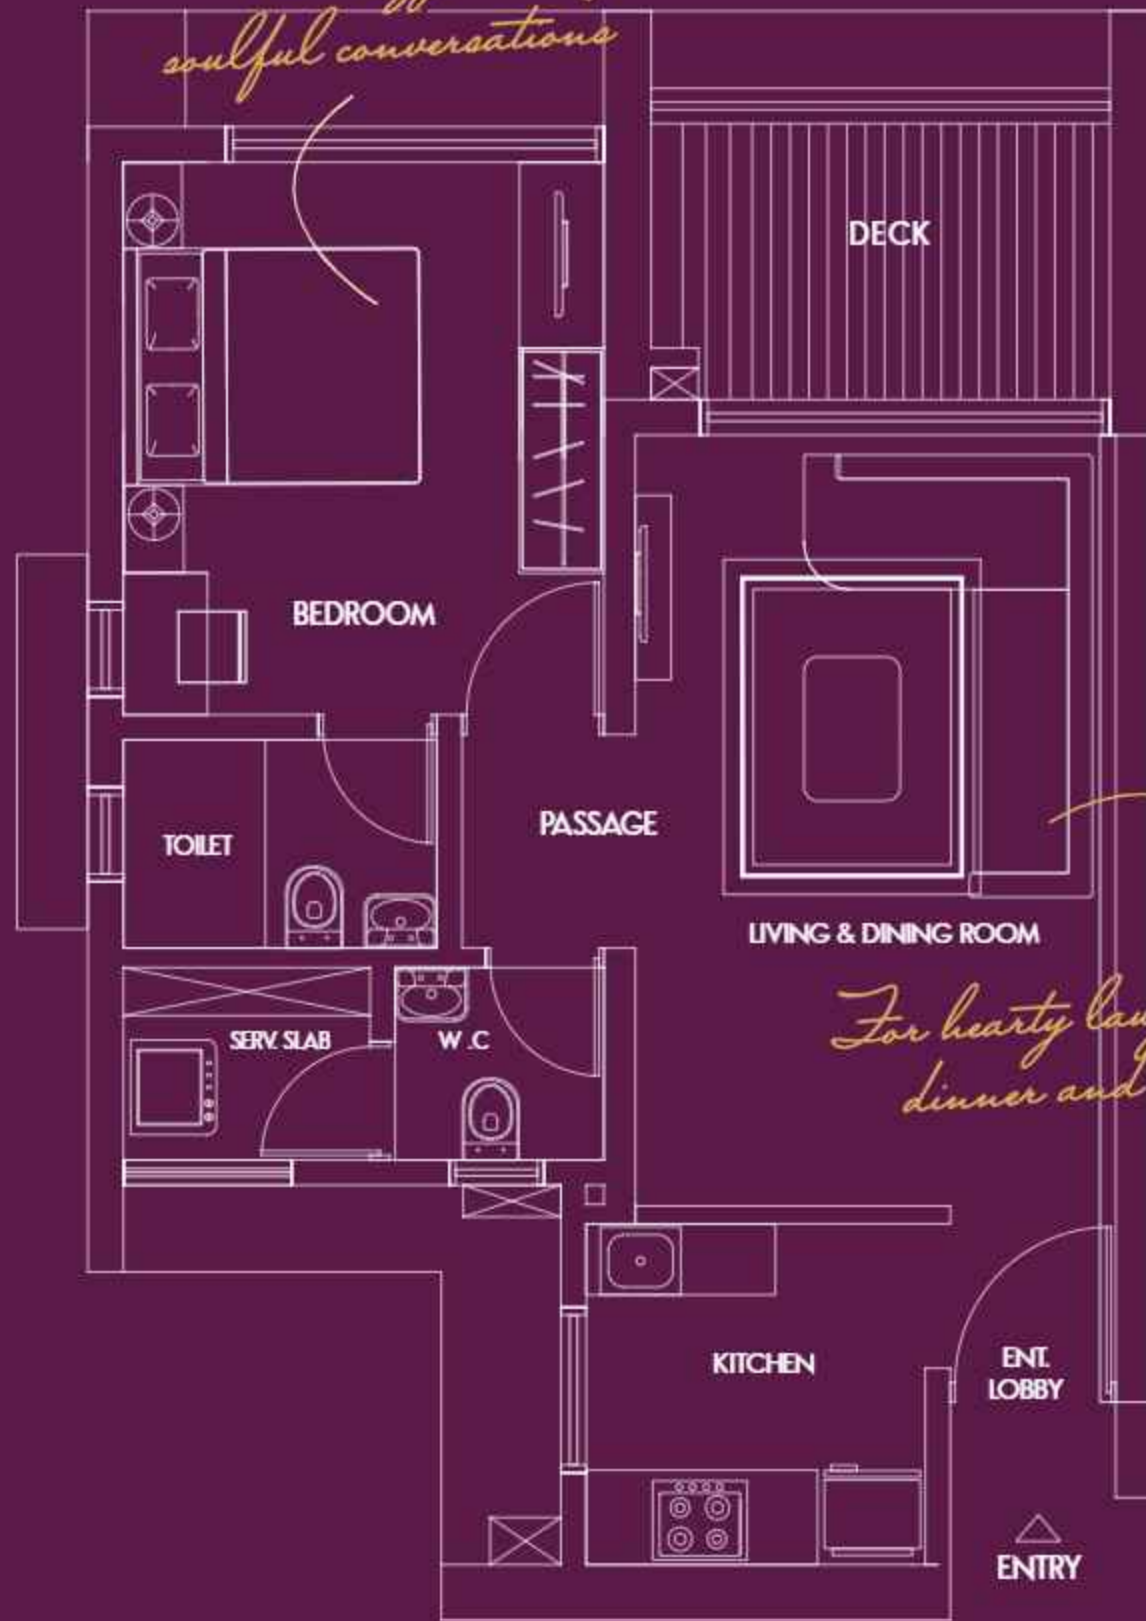 soulful conversations
DECK
BEDROOM
PASSAGE
TOILET
LIVING & DINING ROOM
For hearty
dinner and
SERV. SLAB
W .C
KITCHEN
ENT.
LOBBY
ENTRY